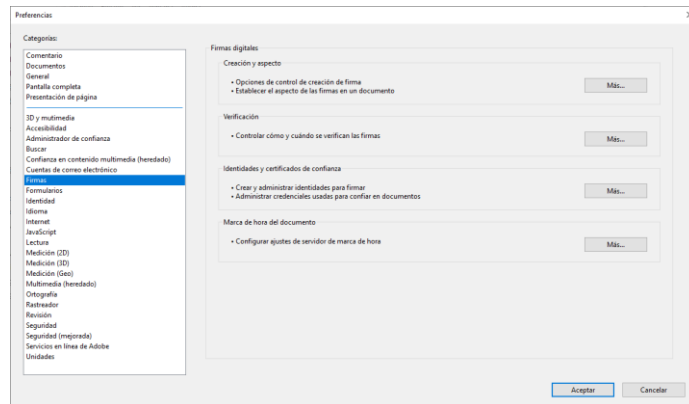 Preferencias
Categorías:
Comentario
Documentos
General
Pantalla completa
Presentación de página
3D y mutimedia
Accesibilidad
Administrador de confianza
Buscar
Confianza en contenido multimedia (heredado)
Cuentas de correo electrónico
Firmas
Formularios
Identidad
Idioma
Internet
JavaScript
Lectura
Medición (2D)
Medición (3D)
Medición (Geo)
Multimedia (heredado)
Ortografía
Rastreador
Revisión
Seguridad
Seguridad (mejorada)
Servicios en línea de Adobe
Unidades
Firmas digitales
Creación y aspecto
• Opciones de control de creación de firma
• Establecer el aspecto de las firmas en un documento
Más...
Verificación
• Controlar cómo y cuándo se verifican las firmas
Más...
Identidades y certificados de confianza
• Crear y administrar identidades para firmar
• Administrar credenciales usadas para confiar en documentos
Más...
Marca de hora del documento
• Configurar ajustes de servidor de marca de hora
Más...
Aceptar
Cancelar